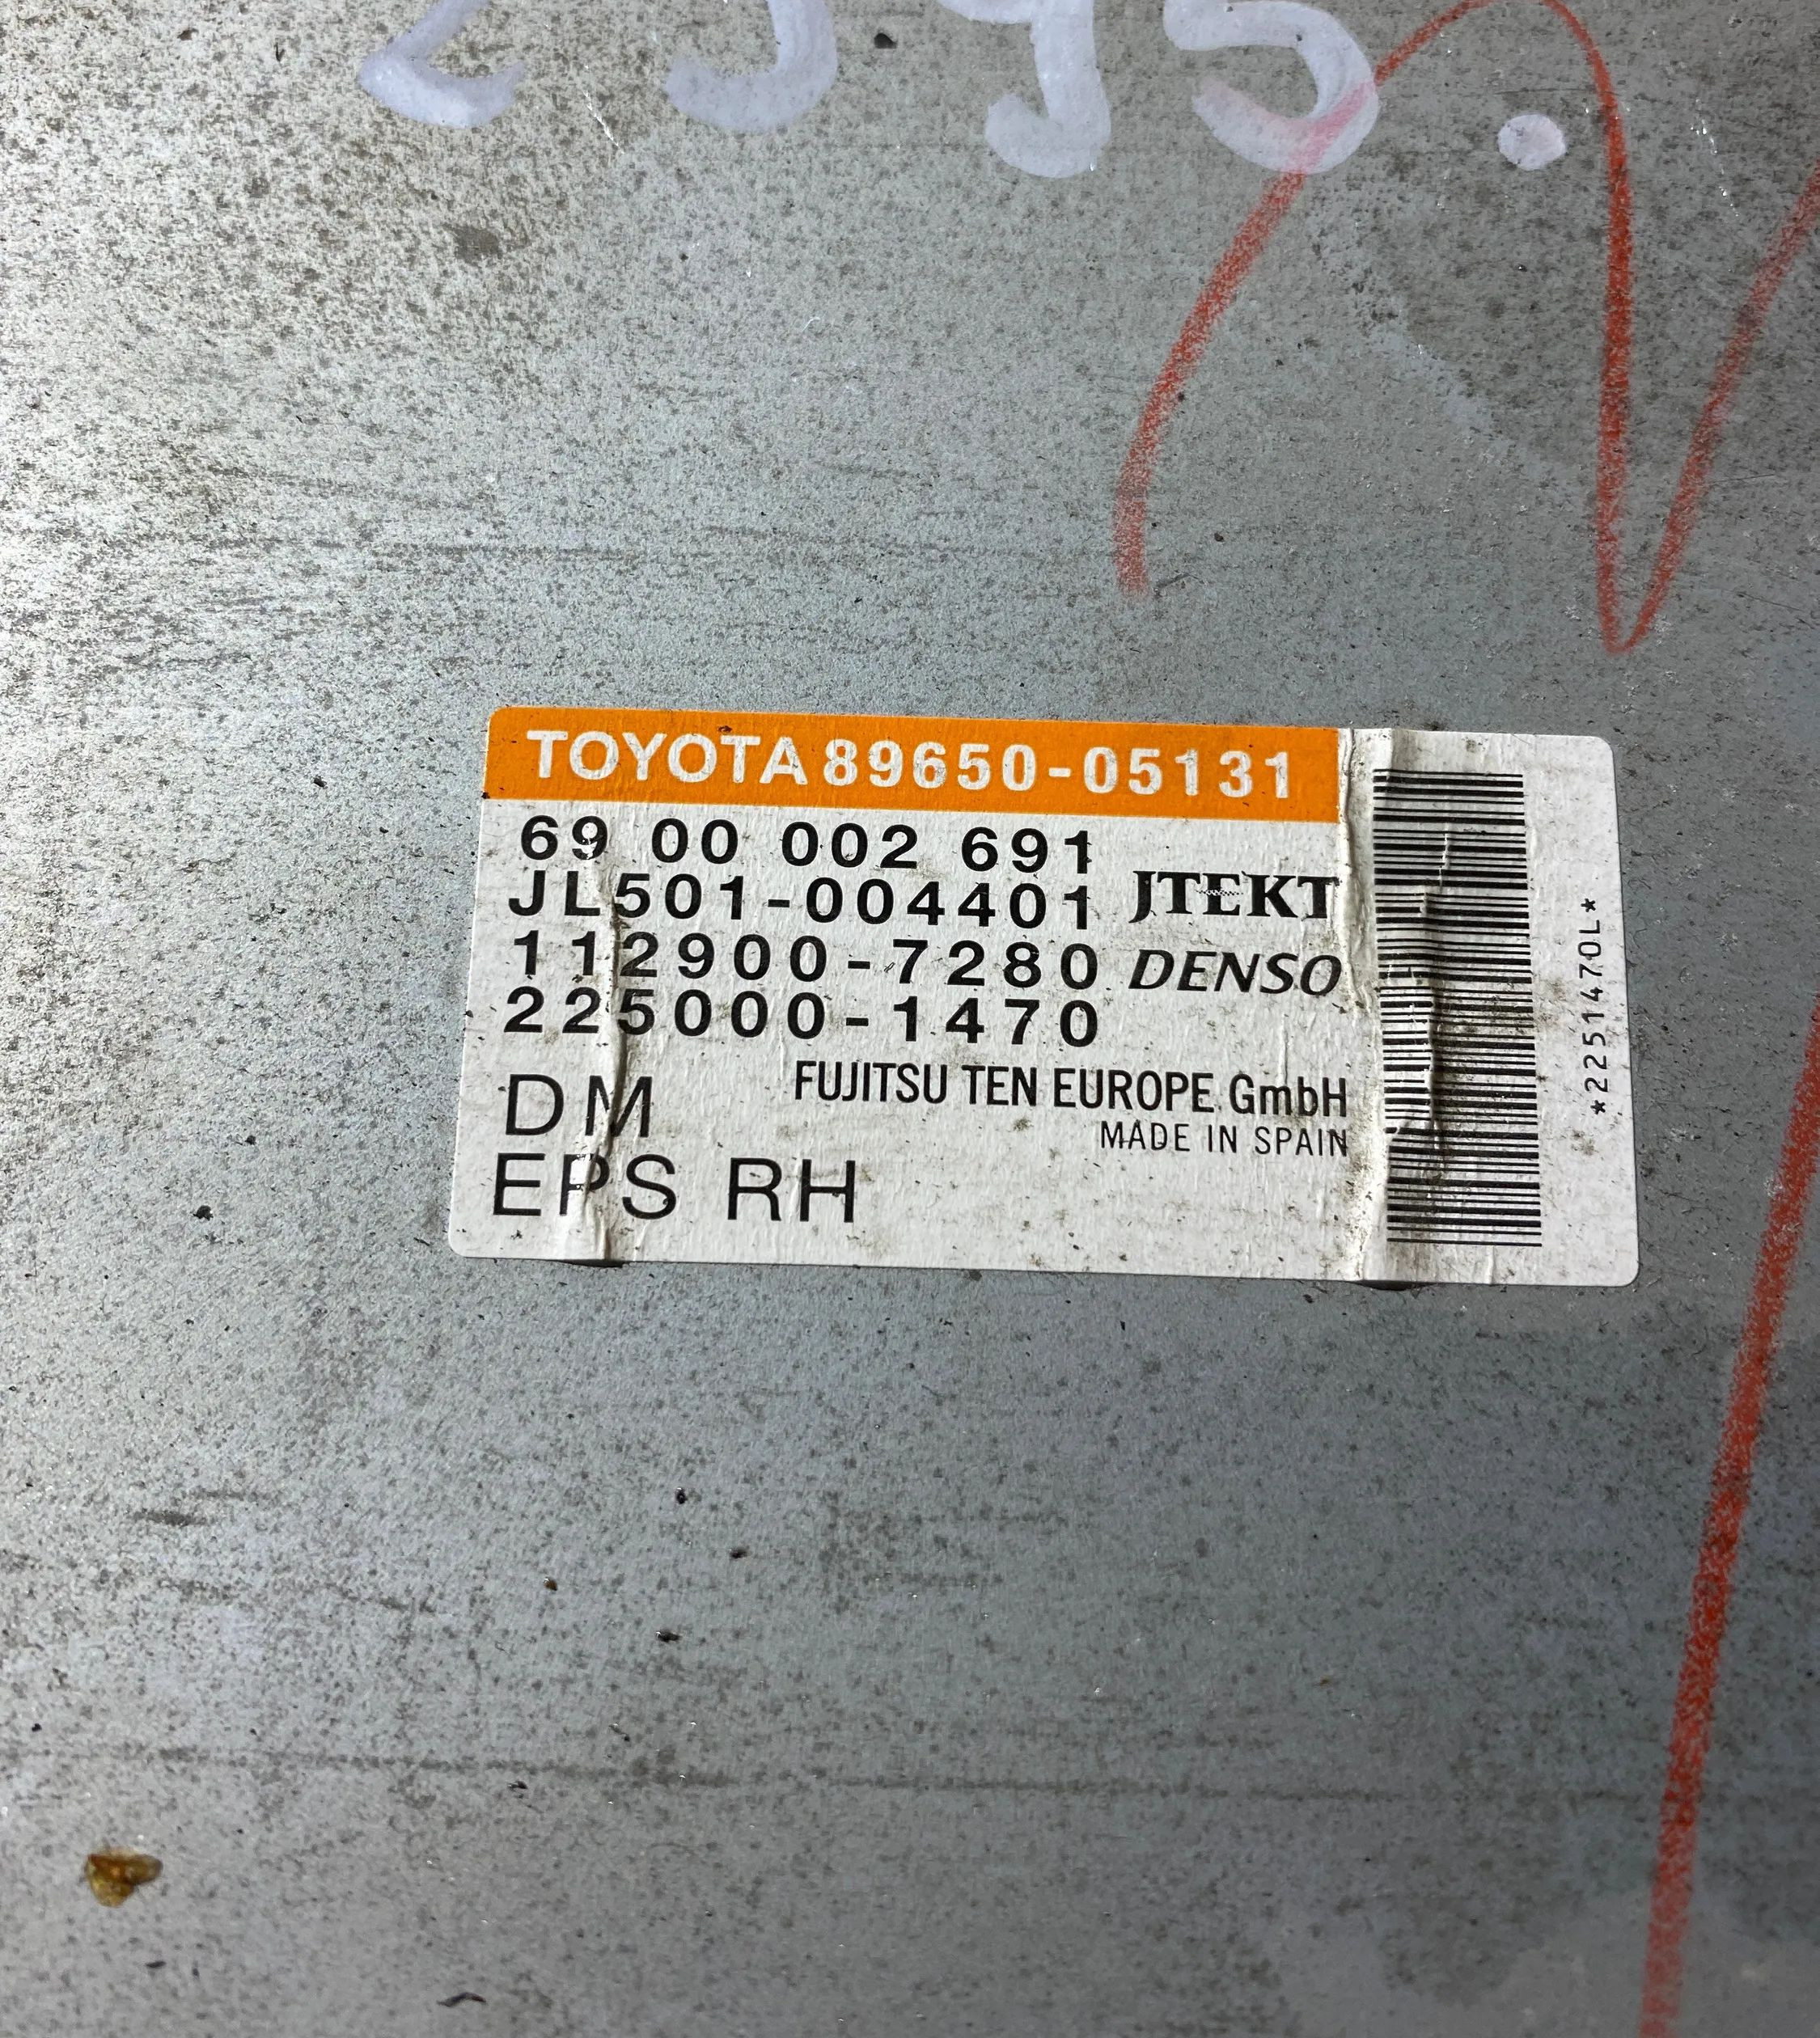 TOYOTA 89650-05131
69 00 002 691
JL501-004401 JTEKT
112900-7280 DENSO
225000-1470
FUJITSU TEN EUROPE GmbH
MADE IN SPAIN
DM
EPS RH
*2251470L*